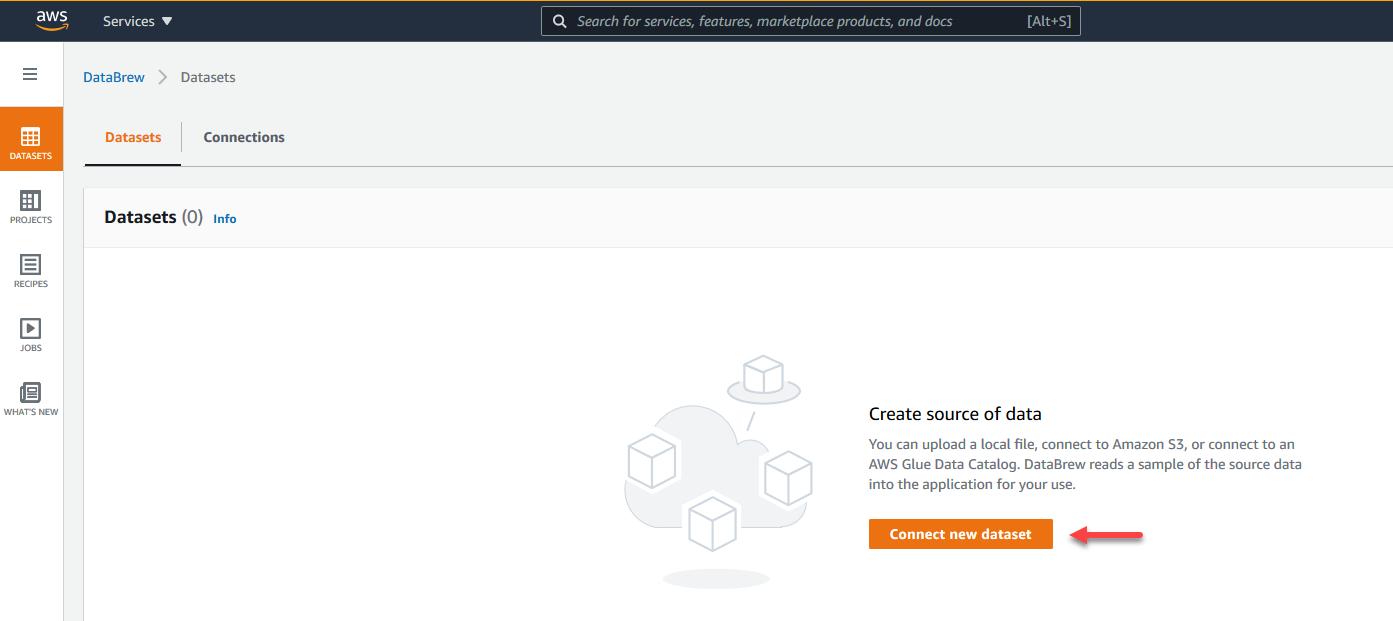 aws Services Search for services, features, marketplace products, and docs [Alt+S]
DataBrew Datasets
Datasets Connections
DATASETS
Datasets (0) Info
PROJECTS
RECIPES
JOBS
WHAT'S NEW
Create source of data
You can upload a local file, connect to Amazon S3, or connect to an
AWS Glue Data Catalog. DataBrew reads a sample of the source data
into the application for your use.
Connect new dataset